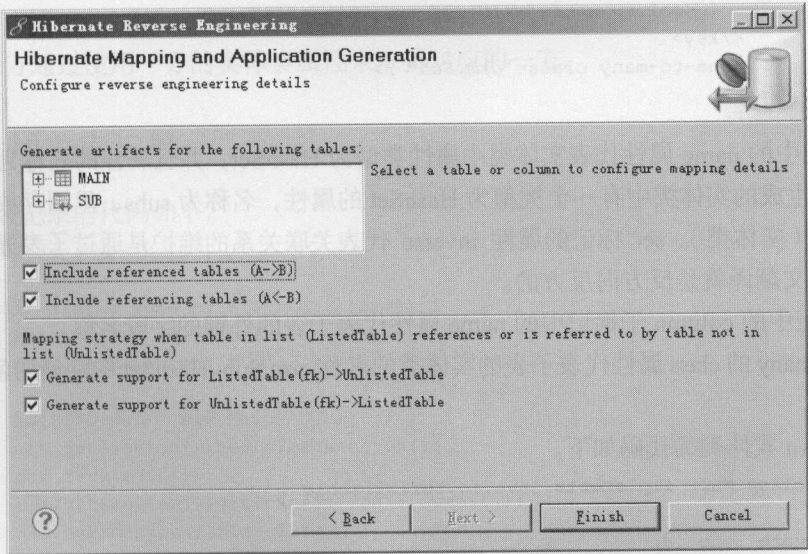 Hibernate Reverse Engineering
Hibernate Mapping and Application Generation
Configure reverse engineering details
Generate artifacts for the following tables:
MAIN
SUB
Select a table or column to configure mapping details
Include referenced tables (A->B)
Include referencing tables (A<-B)
Mapping strategy when table in list (ListedTable) references or is referred to by table not in
list (UnlistedTable)
Generate support for ListedTable(fk)->UnlistedTable
Generate support for UnlistedTable(fk)->ListedTable
< Back
Next >
Finish
Cancel